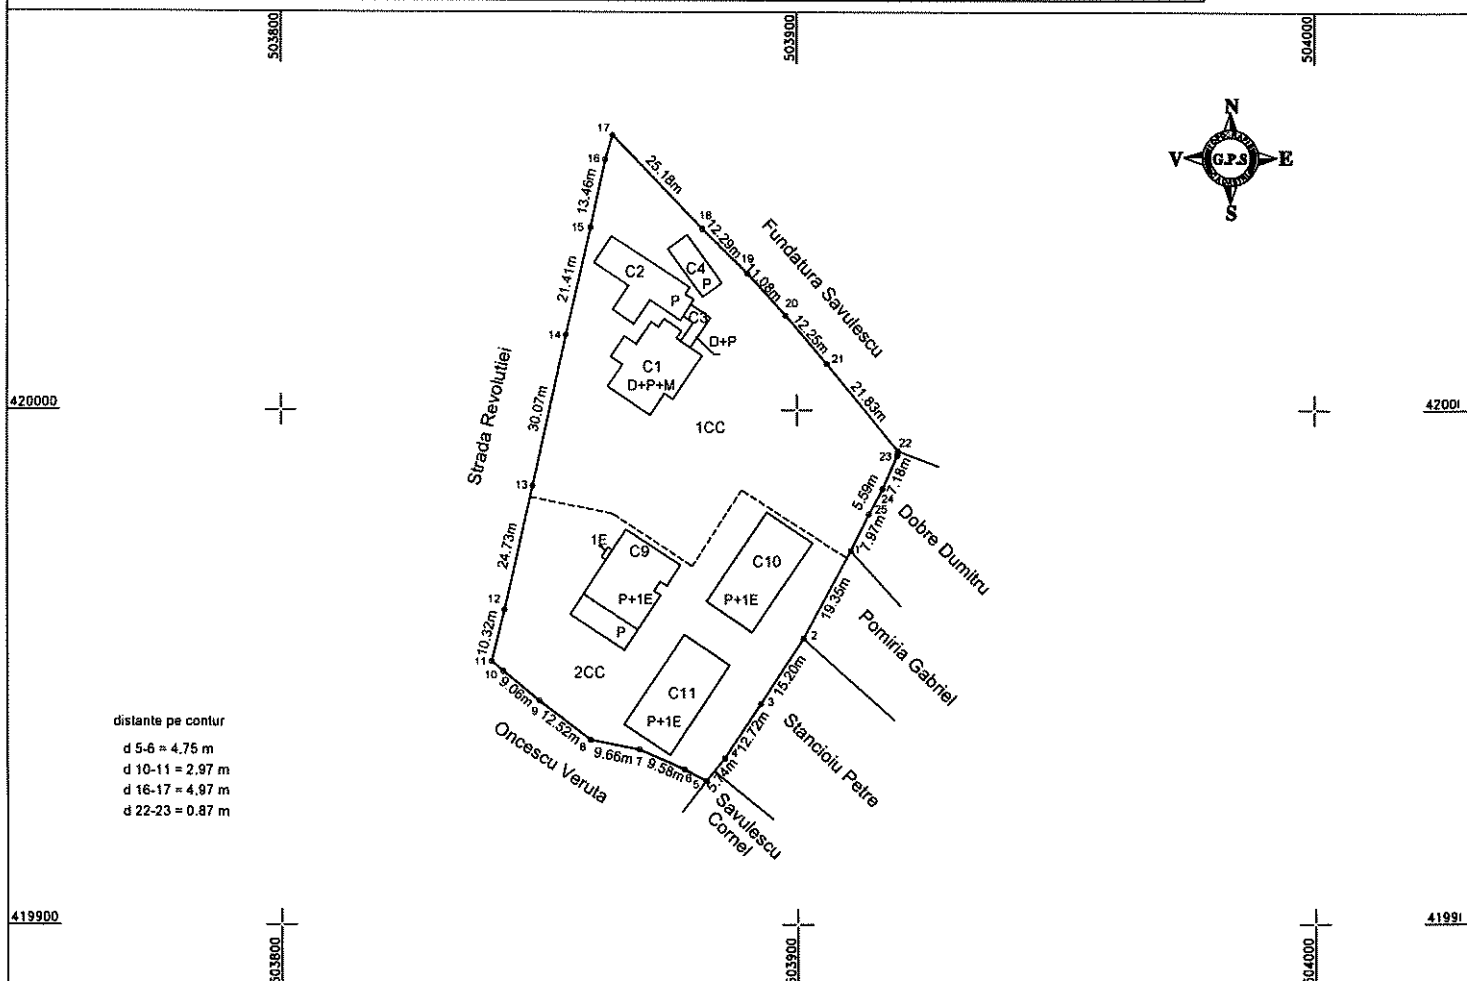 503800
503900
504000
N
V
G.P.S
E
S
17
16
25.18m
13.46m
15
18
12.29m
19
11.08m
Fundatura Savulescu
C2
C4
P
P
C3
20
21.41m
12.25m
D+P
14
21
C1
D+P+M
Strada Revolutiei
21.83m
420000
30.07m
1CC
22
23
7.18m
13
5.59m
24
25
7.97m
Dobre Dumitru
1E
C9
C10
1
24.73m
P+1E
P+1E
19.35m
12
P
2
Pomiria Gabriel
10.32m
11
10
2CC
15.20m
9.06m
9
C11
3
P+1E
12.52m
12.72m
Stancioiu Petre
8
9.66m
7
9.58m
6
5
Oncescu Veruta
Savulescu
Cornel
distante pe contur
d 5-6 = 4.75 m
d 10-11 = 2.97 m
d 16-17 = 4.97 m
d 22-23 = 0.87 m
419900
503800
503900
504000